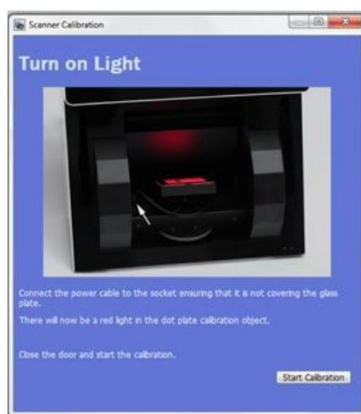 Scanner Calibration
Turn on Light
Connect the power cable to the socket ensuring that it is not covering the glass
plate.
There will now be a red light in the dot plate calibration object.
Close the door and start the calibration.
Start Calibration